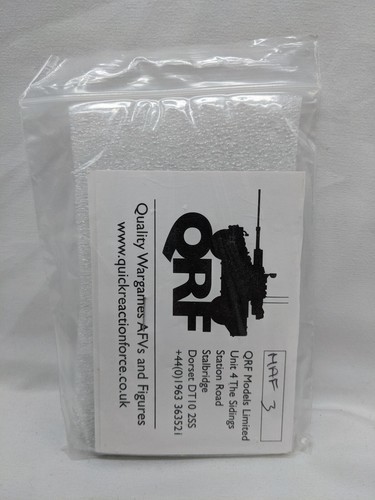 HAF 3
QRF
QRF Models Limited
Unit 4 The Sidings
Station Road
Stalbridge
Dorset DT10 2SS
+44(0)1963 363521
Quality Wargames AFVs and Figures
www.quickreactionforce.co.uk